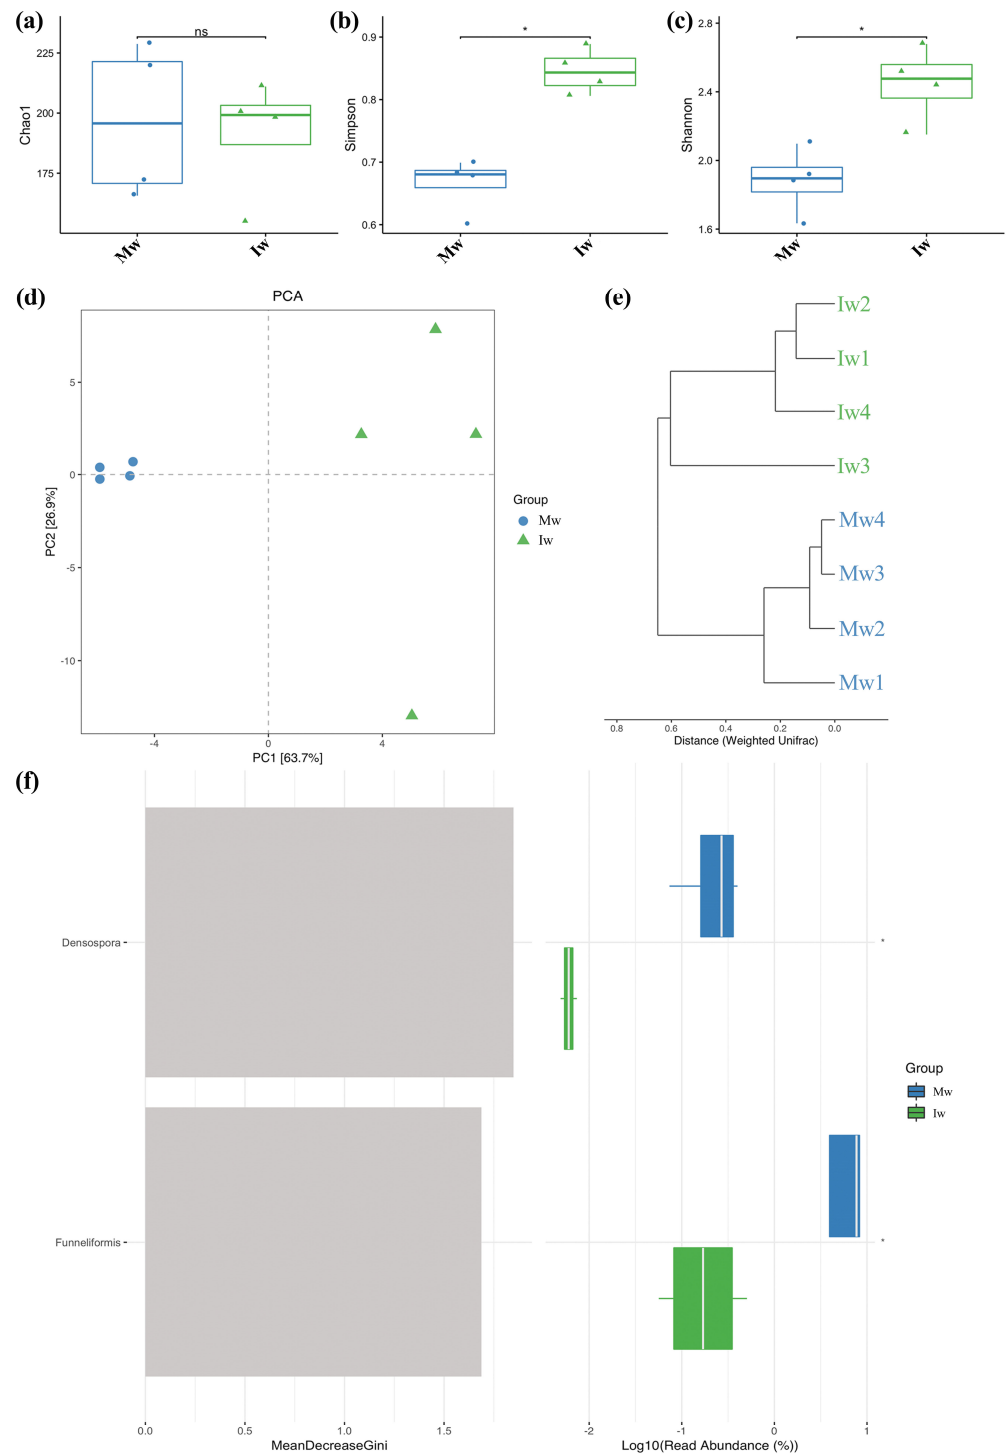 (a)
ns
225
200
175
Chao1
Mw
Iw
(b)
*
0.9
0.8
0.7
0.6
Simpson
Mw
Iw
(c)
*
2.8
2.4
2.0
1.6
Shannon
Mw
Iw
(d)
PCA
5
0
-5
-10
PC2 [26.9%]
-4
0
4
PC1 [63.7%]
Group
Mw
Iw
(e)
Iw2
Iw1
Iw4
Iw3
Mw4
Mw3
Mw2
Mw1
0.8
0.6
0.4
0.2
0.0
Distance (Weighted Unifrac)
(f)
Densospora
*
Funneliformis
*
0.0
0.5
1.0
1.5
MeanDecreaseGini
-2
-1
0
1
Log10(Read Abundance (%))
Group
Mw
Iw